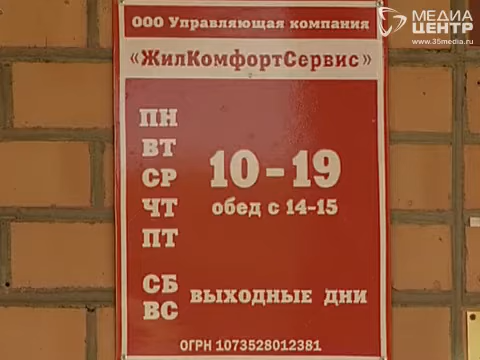 МЕДИА
ЦЕНТР
www.35media.ru
ООО Управляющая компания
«ЖилКомфортСервис»
ПН
ВТ
СР 10-19
ЧТ обед с 14-15
ПТ
СБ
ВС выходные дни
ОГРН 1073528012381